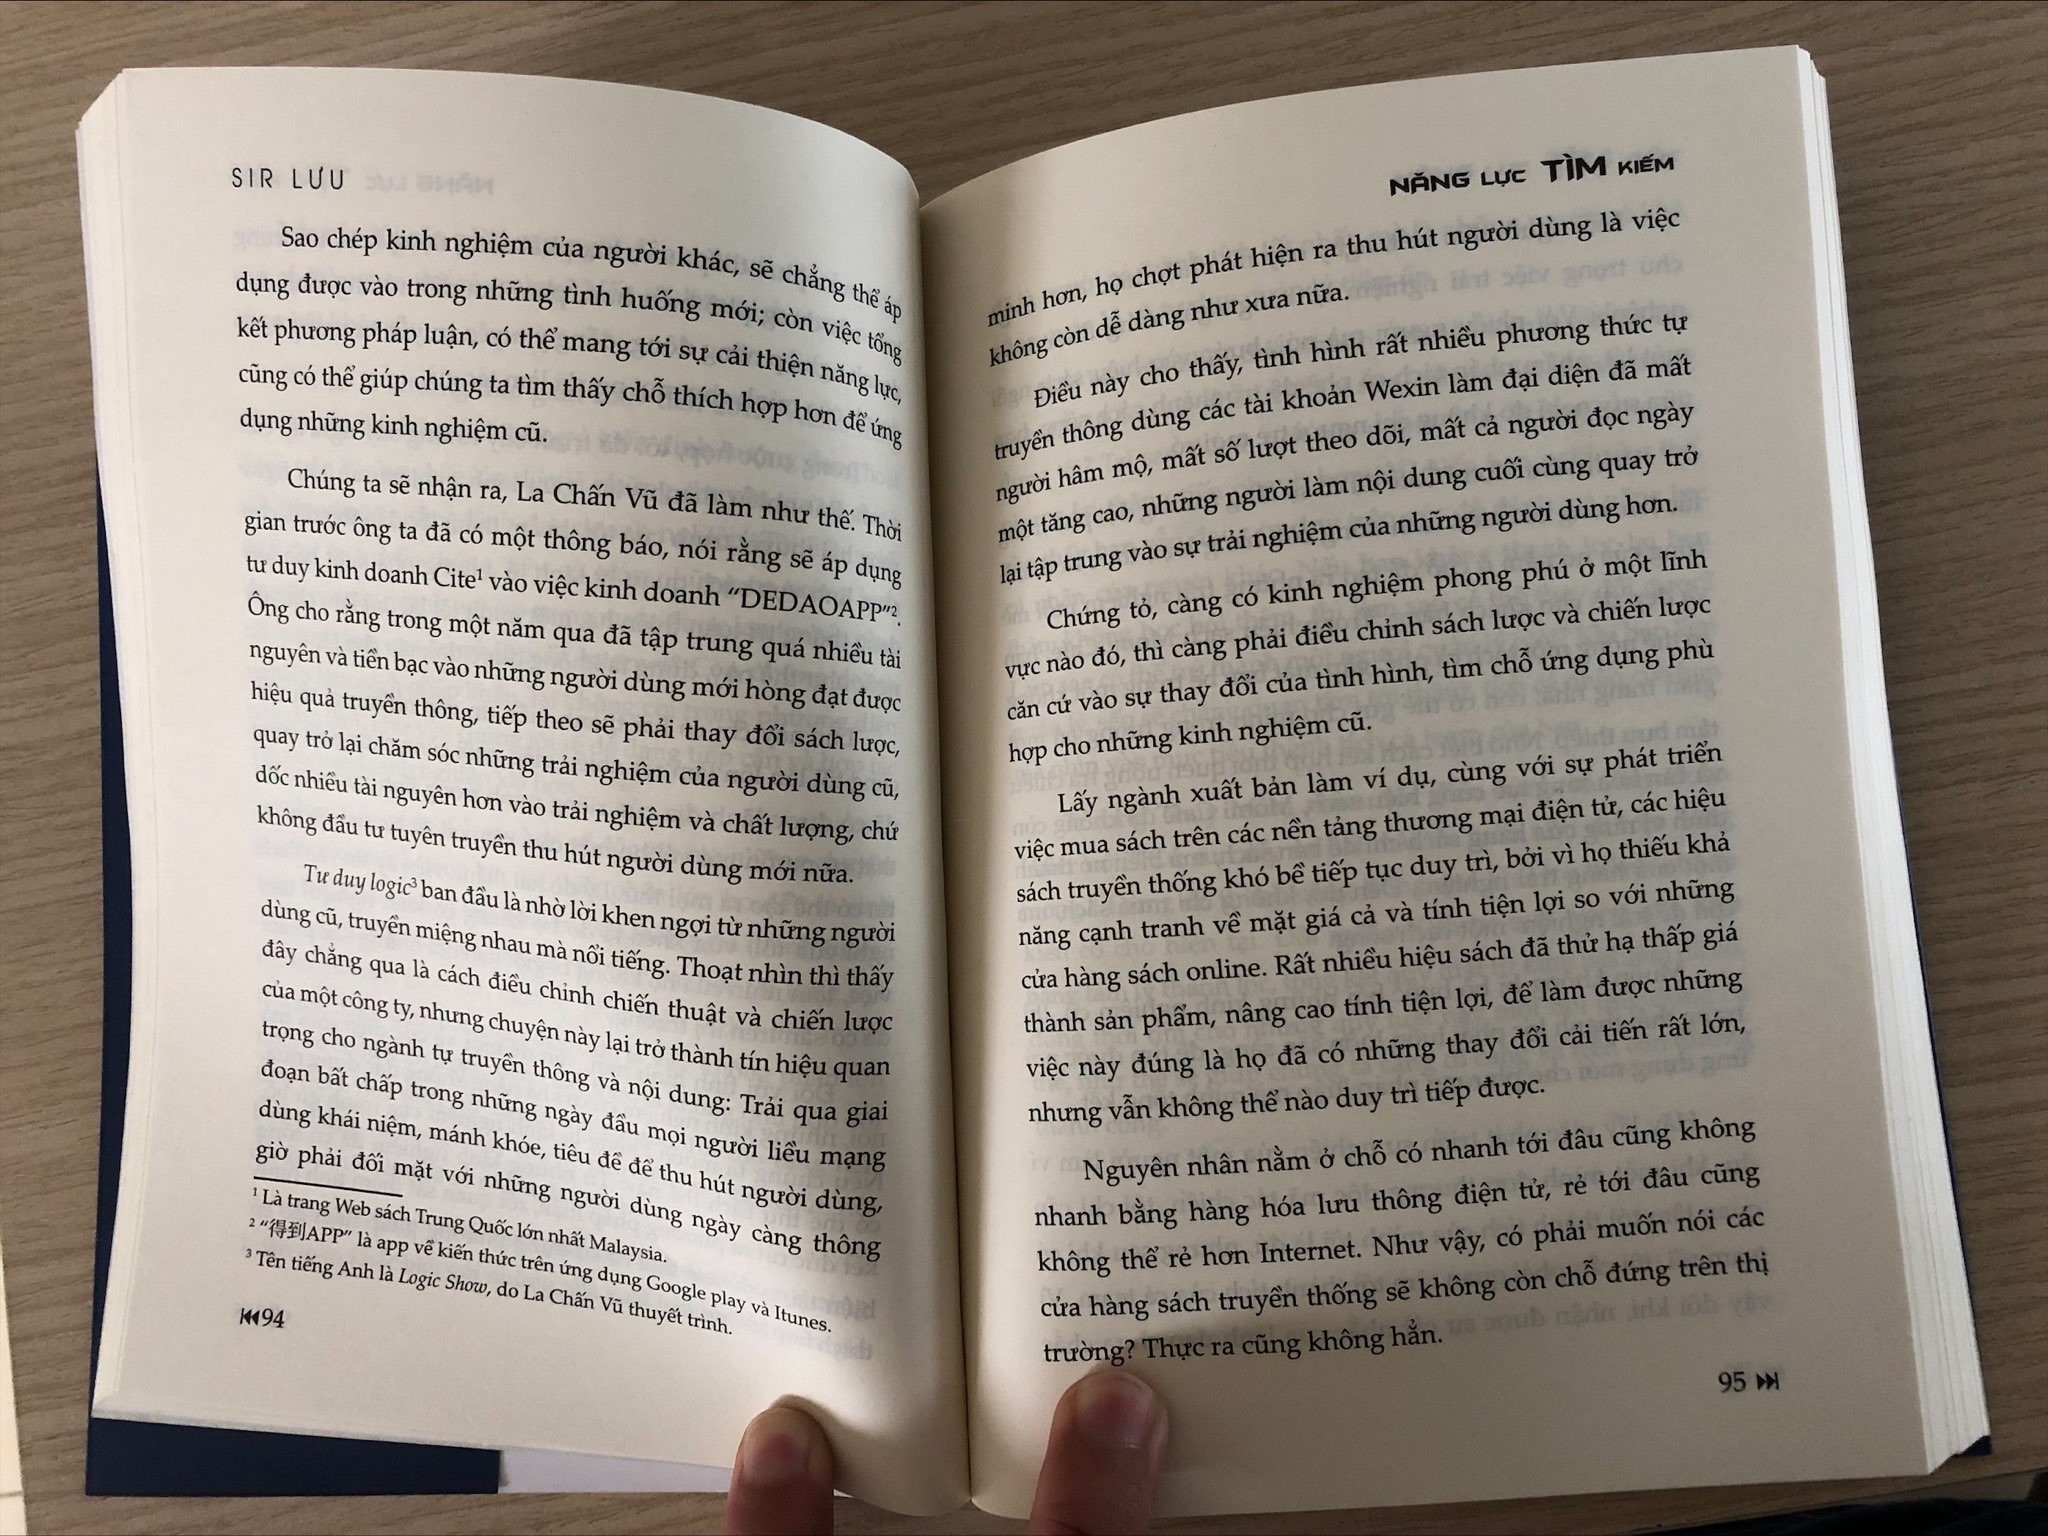 SIR LƯU
Sao chép kinh nghiệm của người khác, sẽ chẳng thể áp
dụng được vào trong những tình huống mới; còn việc tổng
kết phương pháp luận, có thể mang tới sự cải thiện năng lực,
cũng có thể giúp chúng ta tìm thấy chỗ thích hợp hơn để ứng
dụng những kinh nghiệm cũ.
Chúng ta sẽ nhận ra, La Chấn Vũ đã làm như thế. Thời
gian trước ông ta đã có một thông báo, nói rằng sẽ áp dụng
tư duy kinh doanh Cite¹ vào việc kinh doanh “DEDAOAPP”².
Ông cho rằng trong một năm qua đã tập trung quá nhiều tài
nguyên và tiền bạc vào những người dùng mới hòng đạt được
hiệu quả truyền thông, tiếp theo sẽ phải thay đổi sách lược,
quay trở lại chăm sóc những trải nghiệm của người dùng cũ,
dốc nhiều tài nguyên hơn vào trải nghiệm và chất lượng, chứ
không đầu tư tuyên truyền thu hút người dùng mới nữa.
Tư duy logic³ ban đầu là nhờ lời khen ngợi từ những người
dùng cũ, truyền miệng nhau mà nổi tiếng. Thoạt nhìn thì thấy
đây chẳng qua là cách điều chỉnh chiến thuật và chiến lược
của một công ty, nhưng chuyện này lại trở thành tín hiệu quan
trọng cho ngành tự truyền thông và nội dung: Trải qua giai
đoạn bất chấp trong những ngày đầu mọi người liều mạng
dùng khái niệm, mánh khóe, tiêu đề để thu hút người dùng,
giờ phải đối mặt với những người dùng ngày càng thông
¹ Là trang Web sách Trung Quốc lớn nhất Malaysia.
² “得到APP” là app về kiến thức trên ứng dụng Google play và Itunes.
³ Tên tiếng Anh là Logic Show, do La Chấn Vũ thuyết trình.
94
NĂNG LỰC TÌM KIẾM
minh hơn, họ chợt phát hiện ra thu hút người dùng là việc
không còn dễ dàng như xưa nữa.
Điều này cho thấy, tình hình rất nhiều phương thức tự
truyền thông dùng các tài khoản Wexin làm đại diện đã mất
người hâm mộ, mất số lượt theo dõi, mất cả người đọc ngày
một tăng cao, những người làm nội dung cuối cùng quay trở
lại tập trung vào sự trải nghiệm của những người dùng hơn.
Chứng tỏ, càng có kinh nghiệm phong phú ở một lĩnh
vực nào đó, thì càng phải điều chỉnh sách lược và chiến lược
căn cứ vào sự thay đổi của tình hình, tìm chỗ ứng dụng phù
hợp cho những kinh nghiệm cũ.
Lấy ngành xuất bản làm ví dụ, cùng với sự phát triển
việc mua sách trên các nền tảng thương mại điện tử, các hiệu
sách truyền thống khó bề tiếp tục duy trì, bởi vì họ thiếu khả
năng cạnh tranh về mặt giá cả và tính tiện lợi so với những
cửa hàng sách online. Rất nhiều hiệu sách đã thử hạ thấp giá
thành sản phẩm, nâng cao tính tiện lợi, để làm được những
việc này đúng là họ đã có những thay đổi cải tiến rất lớn,
nhưng vẫn không thể nào duy trì tiếp được.
Nguyên nhân nằm ở chỗ có nhanh tới đâu cũng không
nhanh bằng hàng hóa lưu thông điện tử, rẻ tới đâu cũng
không thể rẻ hơn Internet. Như vậy, có phải muốn nói các
cửa hàng sách truyền thống sẽ không còn chỗ đứng trên thị
trường? Thực ra cũng không hẳn.
95